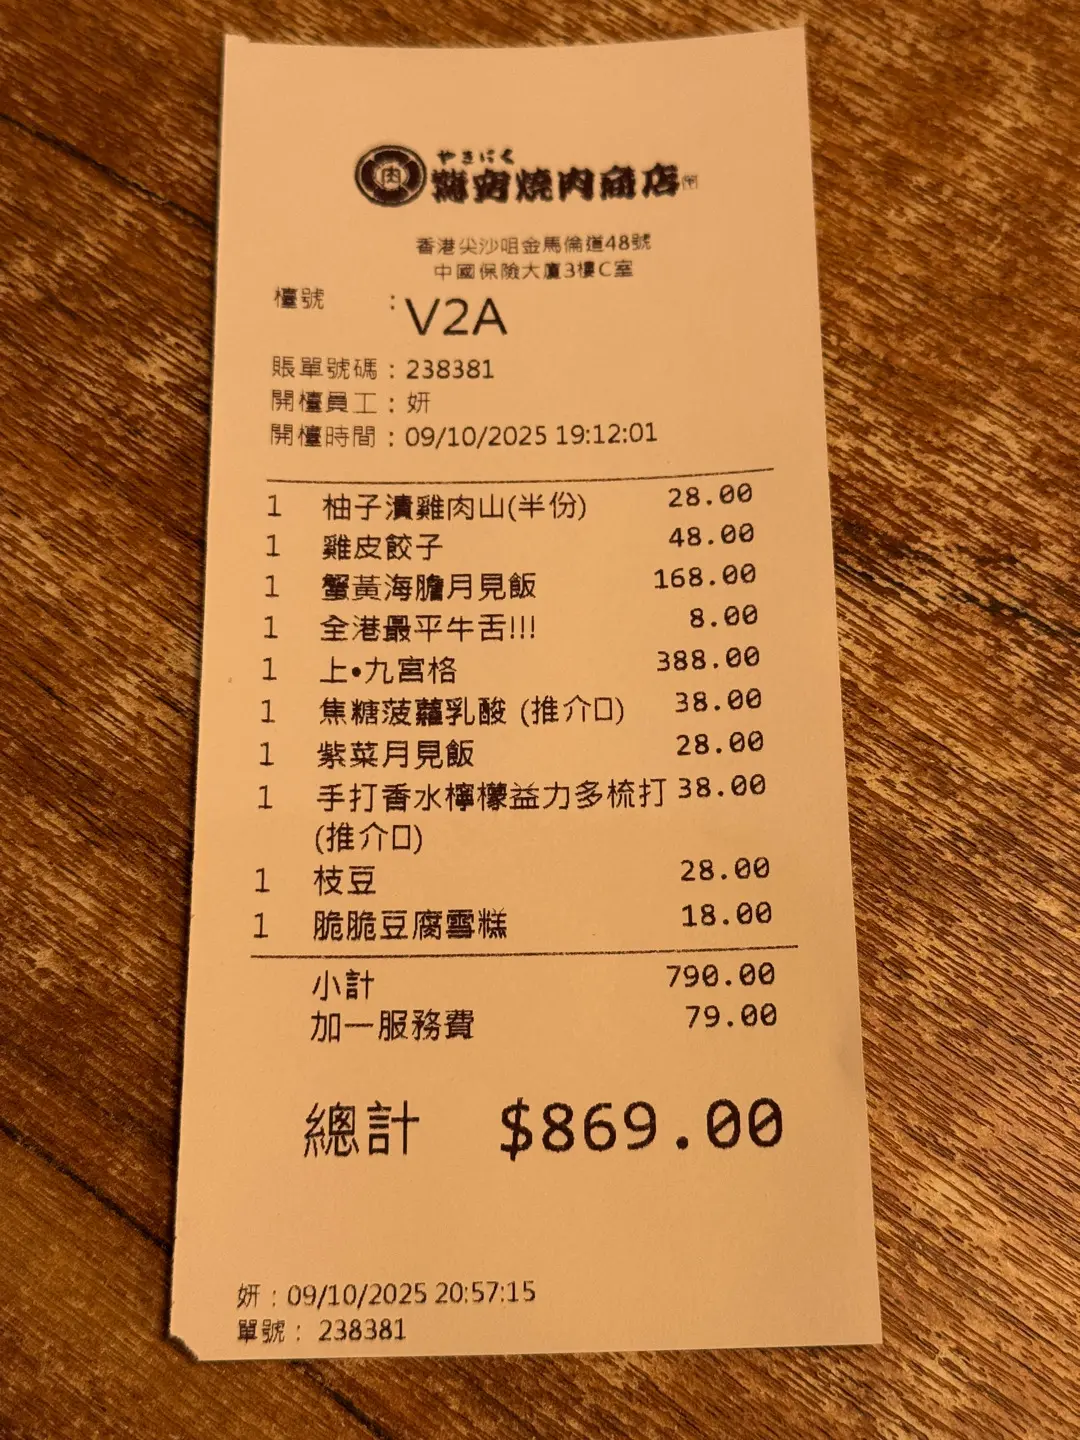 やきにく
肉
燒肉商店
香港尖沙咀金馬倫道48號
中國保險大廈3樓C室
檯號 : V2A
賬單號碼 : 238381
開檯員工 : 妍
開檯時間 : 09/10/2025 19:12:01
1 柚子漬雞肉山(半份) 28.00
1 雞皮餃子 48.00
1 蟹黃海膽月見飯 168.00
1 全港最平牛舌!!! 8.00
1 上•九宮格 388.00
1 焦糖菠蘿乳酸 (推介口) 38.00
1 紫菜月見飯 28.00
1 手打香水檸檬益力多梳打 38.00
(推介口)
1 枝豆 28.00
1 脆脆豆腐雪糕 18.00
小計 790.00
加一服務費 79.00
總計 $869.00
妍 : 09/10/2025 20:57:15
單號 : 238381